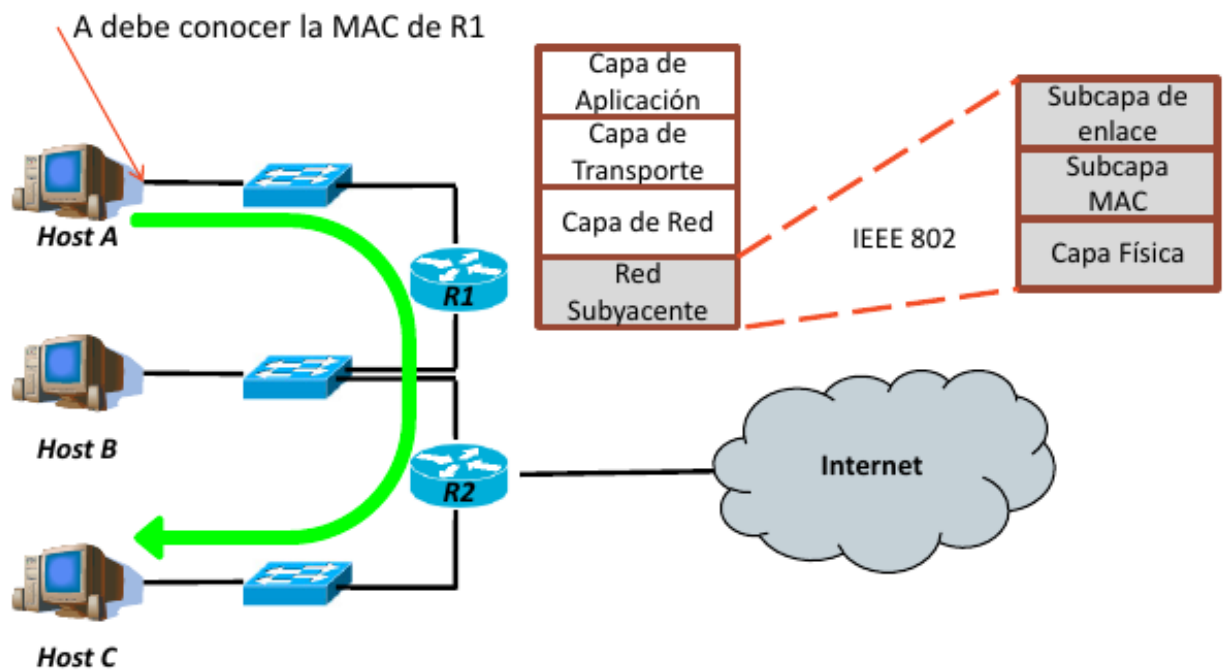 A debe conocer la MAC de R1
Capa de
Aplicación
Capa de
Transporte
Capa de Red
Red
Subyacente
IEEE 802
Subcapa de
enlace
Subcapa
MAC
Capa Física
Host A
R1
Host B
R2
Internet
Host C